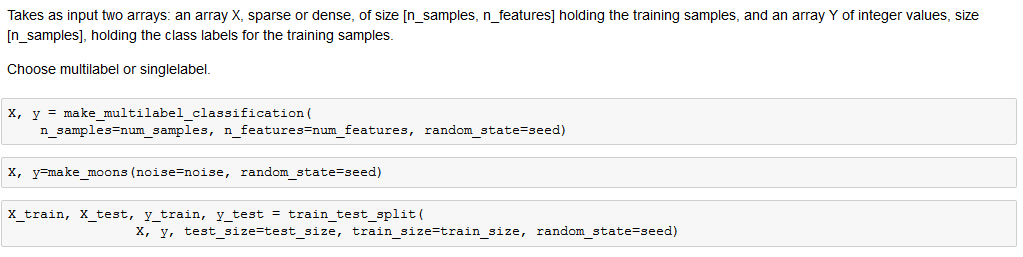 Takes as input two arrays: an array X, sparse or dense, of size [n_samples, n_features] holding the training samples, and an array Y of integer values, size
[n_samples], holding the class labels for the training samples.
Choose multilabel or singlelabel.
X, y = make_multilabel_classification(
    n_samples=num_samples, n_features=num_features, random_state=seed)
X, y=make_moons(noise=noise, random_state=seed)
X_train, X_test, y_train, y_test = train_test_split(
                X, y, test_size=test_size, train_size=train_size, random_state=seed)